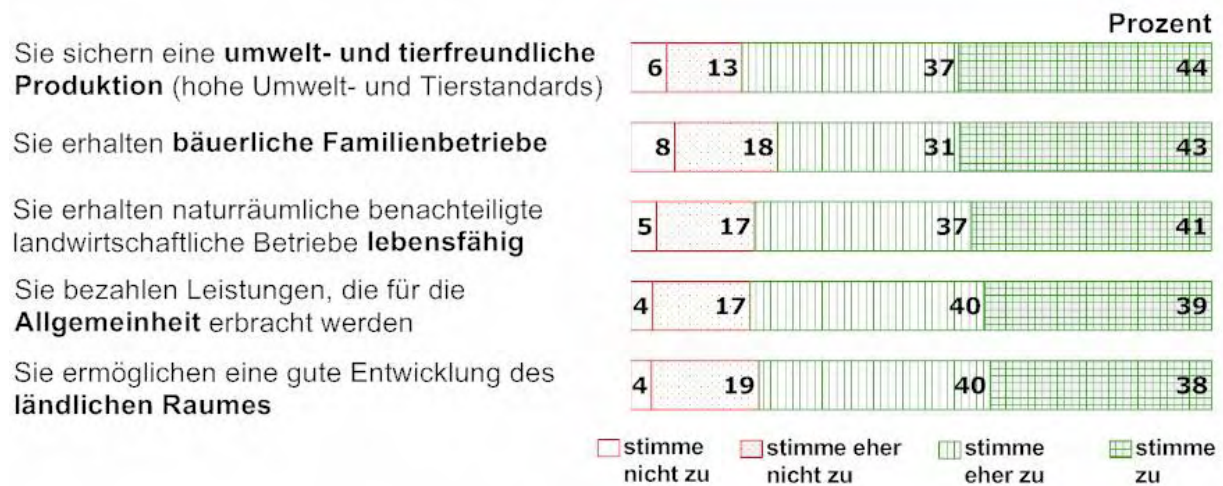 Prozent
Sie sichern eine umwelt- und tierfreundliche
Produktion (hohe Umwelt- und Tierstandards)
6 13 37 44
Sie erhalten bäuerliche Familienbetriebe
8 18 31 43
Sie erhalten naturräumliche benachteiligte
landwirtschaftliche Betriebe lebensfähig
5 17 37 41
Sie bezahlen Leistungen, die für die
Allgemeinheit erbracht werden
4 17 40 39
Sie ermöglichen eine gute Entwicklung des
ländlichen Raumes
4 19 40 38
stimme nicht zu
stimme eher nicht zu
stimme eher zu
stimme zu